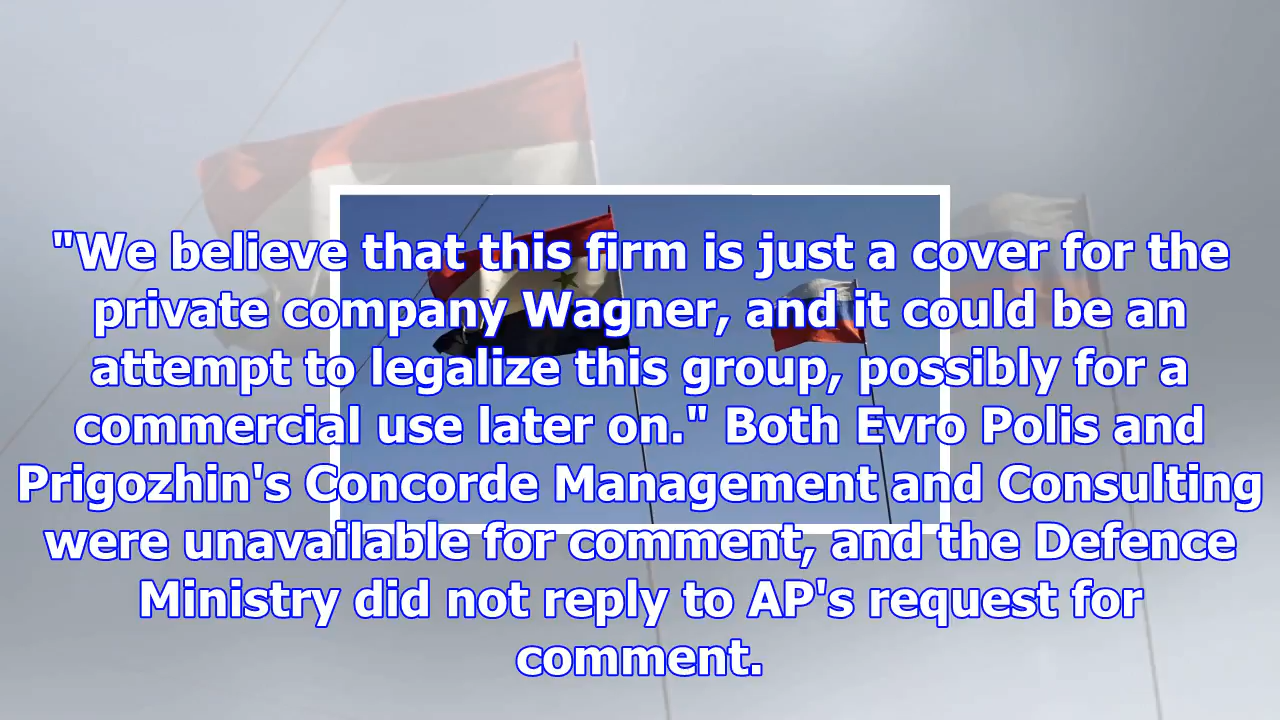 "We believe that this firm is just a cover for the
private company Wagner, and it could be an
attempt to legalize this group, possibly for a
commercial use later on." Both Evro Polis and
Prigozhin's Concorde Management and Consulting
were unavailable for comment, and the Defence
Ministry did not reply to AP's request for
comment.